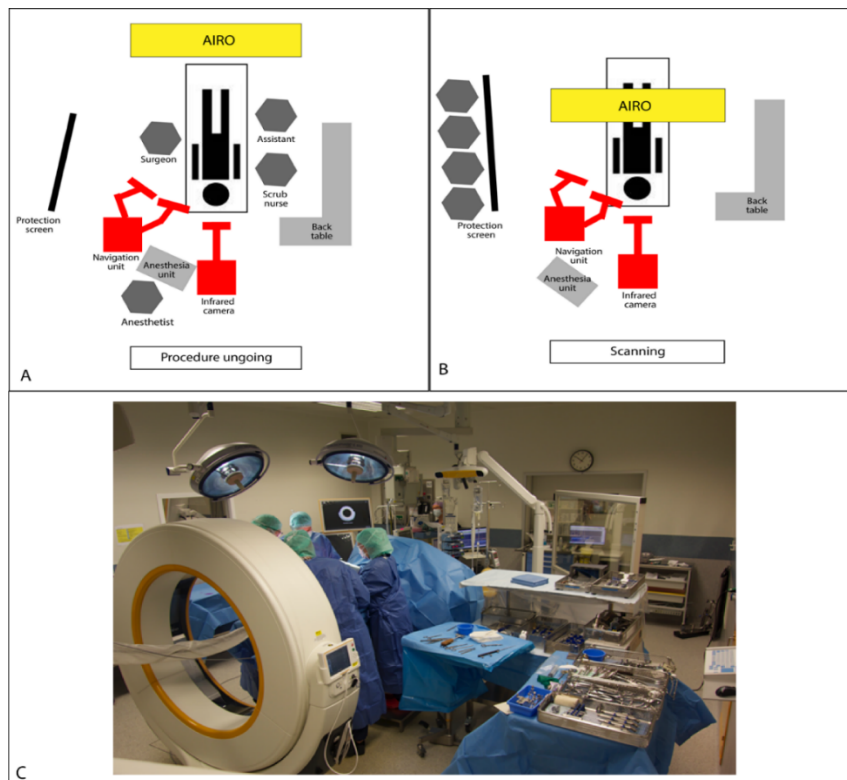 AIRO
Surgeon
Assistant
Scrub
nurse
Protection
screen
Navigation
unit
Anesthesia
unit
Anesthetist
Infrared
camera
Back
table
Procedure ungoing
A
AIRO
Protection
screen
Navigation
unit
Anesthesia
unit
Infrared
camera
Back
table
Scanning
B
C